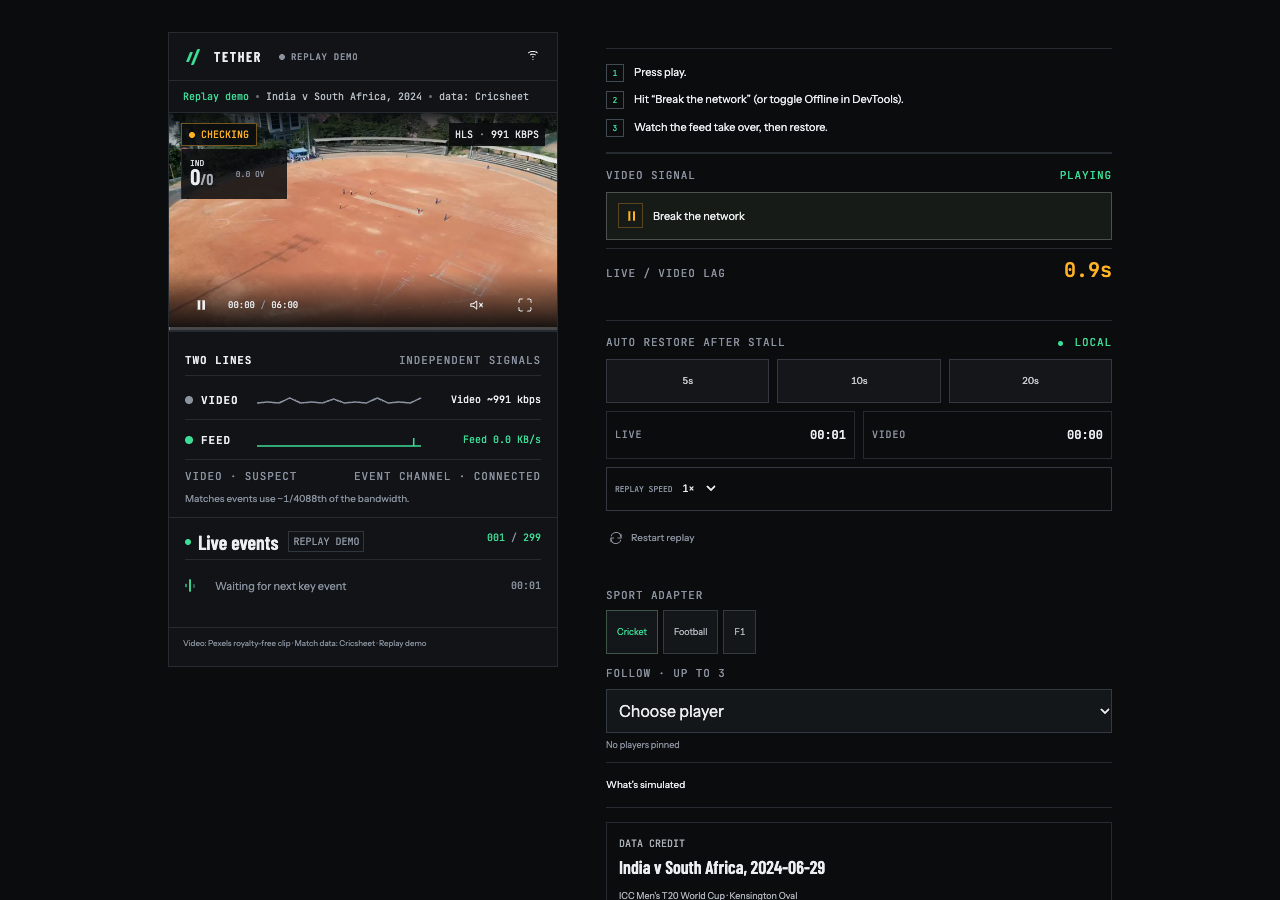 TETHER
REPLAY DEMO
Replay demo • India v South Africa, 2024 • data: Cricsheet
CHECKING
HLS · 991 KBPS
IND
0/0
0.0 OV
00:00 / 06:00
TWO LINES
INDEPENDENT SIGNALS
VIDEO
Video ~991 kbps
FEED
Feed 0.0 KB/s
VIDEO · SUSPECT
EVENT CHANNEL · CONNECTED
Matches events use ~1/4088th of the bandwidth.
Live events
REPLAY DEMO
001 / 299
Waiting for next key event
00:01
Video: Pexels royalty-free clip · Match data: Cricsheet · Replay demo
1 Press play.
2 Hit “Break the network” (or toggle Offline in DevTools).
3 Watch the feed take over, then restore.
VIDEO SIGNAL
PLAYING
Break the network
LIVE / VIDEO LAG
0.9s
AUTO RESTORE AFTER STALL
LOCAL
5s
10s
20s
LIVE
00:01
VIDEO
00:00
REPLAY SPEED 1×
Restart replay
SPORT ADAPTER
Cricket
Football
F1
FOLLOW · UP TO 3
Choose player
No players pinned
What's simulated
DATA CREDIT
India v South Africa, 2024-06-29
ICC Men's T20 World Cup · Kensington Oval